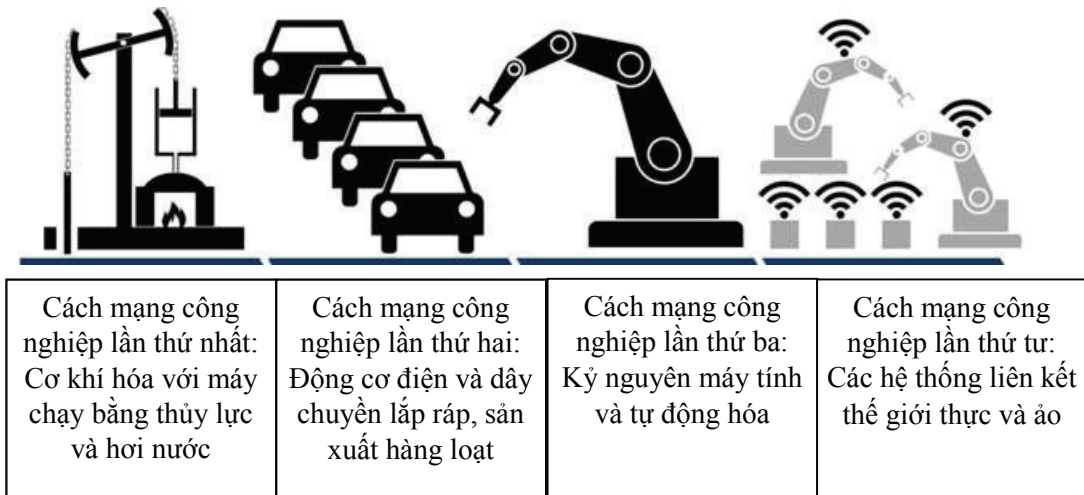 Cách mạng công
nghiệp lần thứ nhất:
Cơ khí hóa với máy
chạy bằng thủy lực
và hơi nước
Cách mạng công
nghiệp lần thứ hai:
Động cơ điện và dây
chuyền lắp ráp, sản
xuất hàng loạt
Cách mạng công
nghiệp lần thứ ba:
Kỷ nguyên máy tính
và tự động hóa
Cách mạng công
nghiệp lần thứ tư:
Các hệ thống liên kết
thế giới thực và ảo